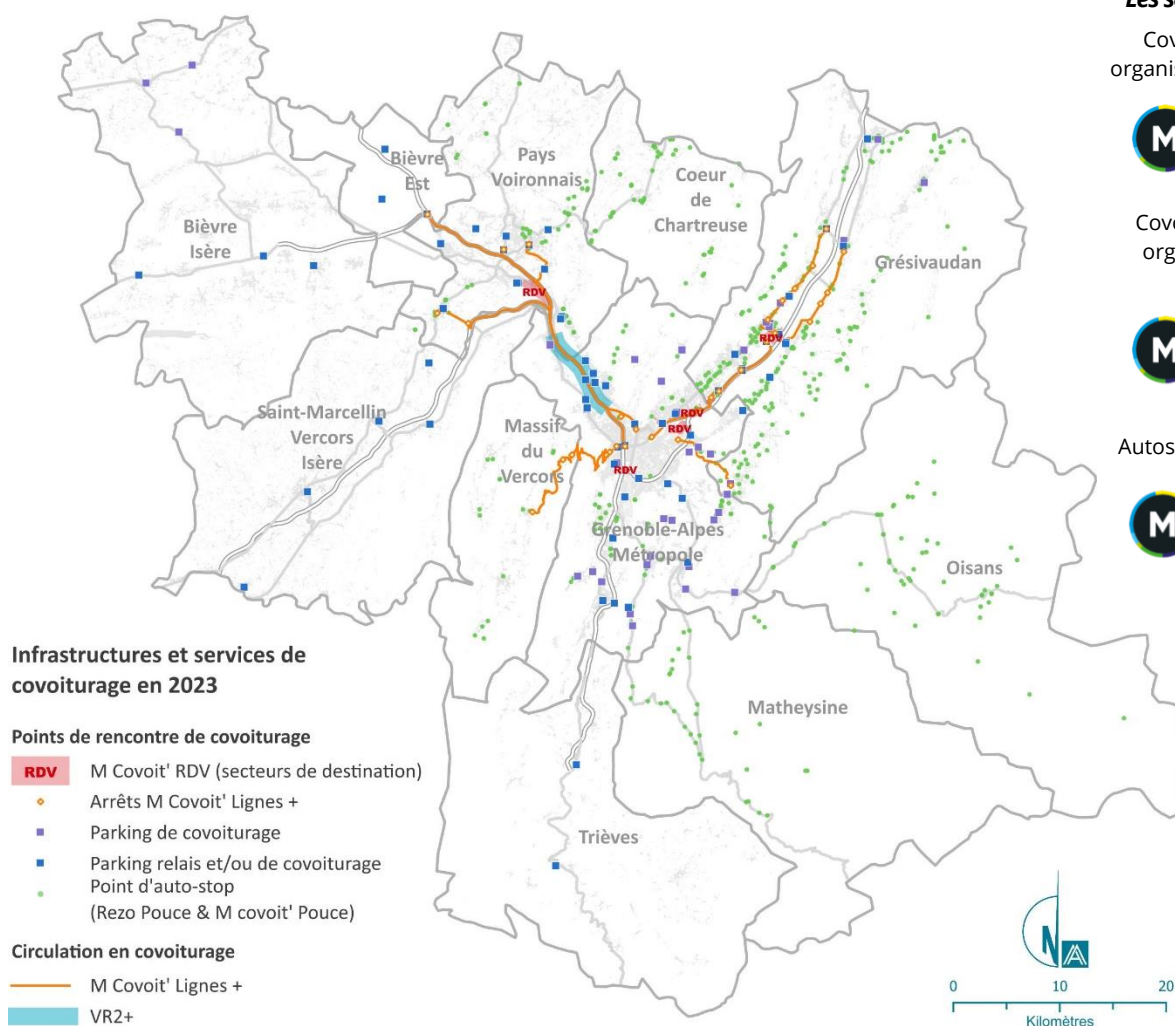 Les s
Cov
organis
M
Cove
org
M
Autos
M
Bièvre
Est
Pays
Voironnais
Coeur
de
Chartreuse
Bièvre
Isère
Grésivaudan
RDV
RDV
RDV
RDV
RDV
Saint-Marcellin
Vercors
Isère
Massif
du
Vercors
Grenoble-Alpes
Métropole
Oisans
Matheysine
Trièves
Infrastructures et services de
covoiturage en 2023
Points de rencontre de covoiturage
RDV M Covoit' RDV (secteurs de destination)
Arrêts M Covoit' Lignes +
Parking de covoiturage
Parking relais et/ou de covoiturage
Point d'auto-stop
(Rezo Pouce & M covoit' Pouce)
Circulation en covoiturage
M Covoit' Lignes +
VR2+
N
0 10 20
Kilomètres